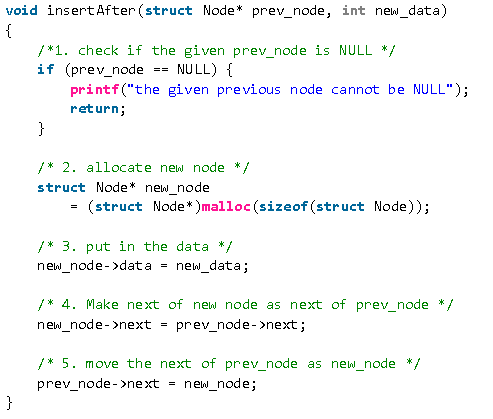 void insertAfter(struct Node* prev_node, int new_data)
{
    /*1. check if the given prev_node is NULL */
    if (prev_node == NULL) {
        printf("the given previous node cannot be NULL");
        return;
    }

    /* 2. allocate new node */
    struct Node* new_node
        = (struct Node*)malloc(sizeof(struct Node));

    /* 3. put in the data */
    new_node->data = new_data;

    /* 4. Make next of new node as next of prev_node */
    new_node->next = prev_node->next;

    /* 5. move the next of prev_node as new_node */
    prev_node->next = new_node;
}